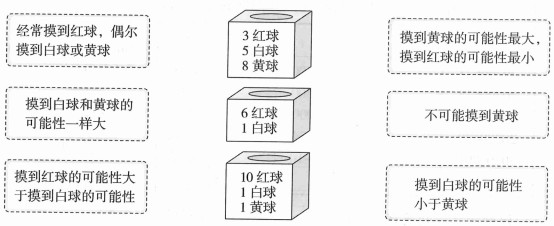 经常摸到红球，偶尔
摸到白球或黄球
摸到白球和黄球的
可能性一样大
摸到红球的可能性大
于摸到白球的可能性
3 红球
5 白球
8 黄球
6 红球
1 白球
10 红球
1 白球
1 黄球
摸到黄球的可能性最大，
摸到红球的可能性最小
不可能摸到黄球
摸到白球的可能性
小于黄球